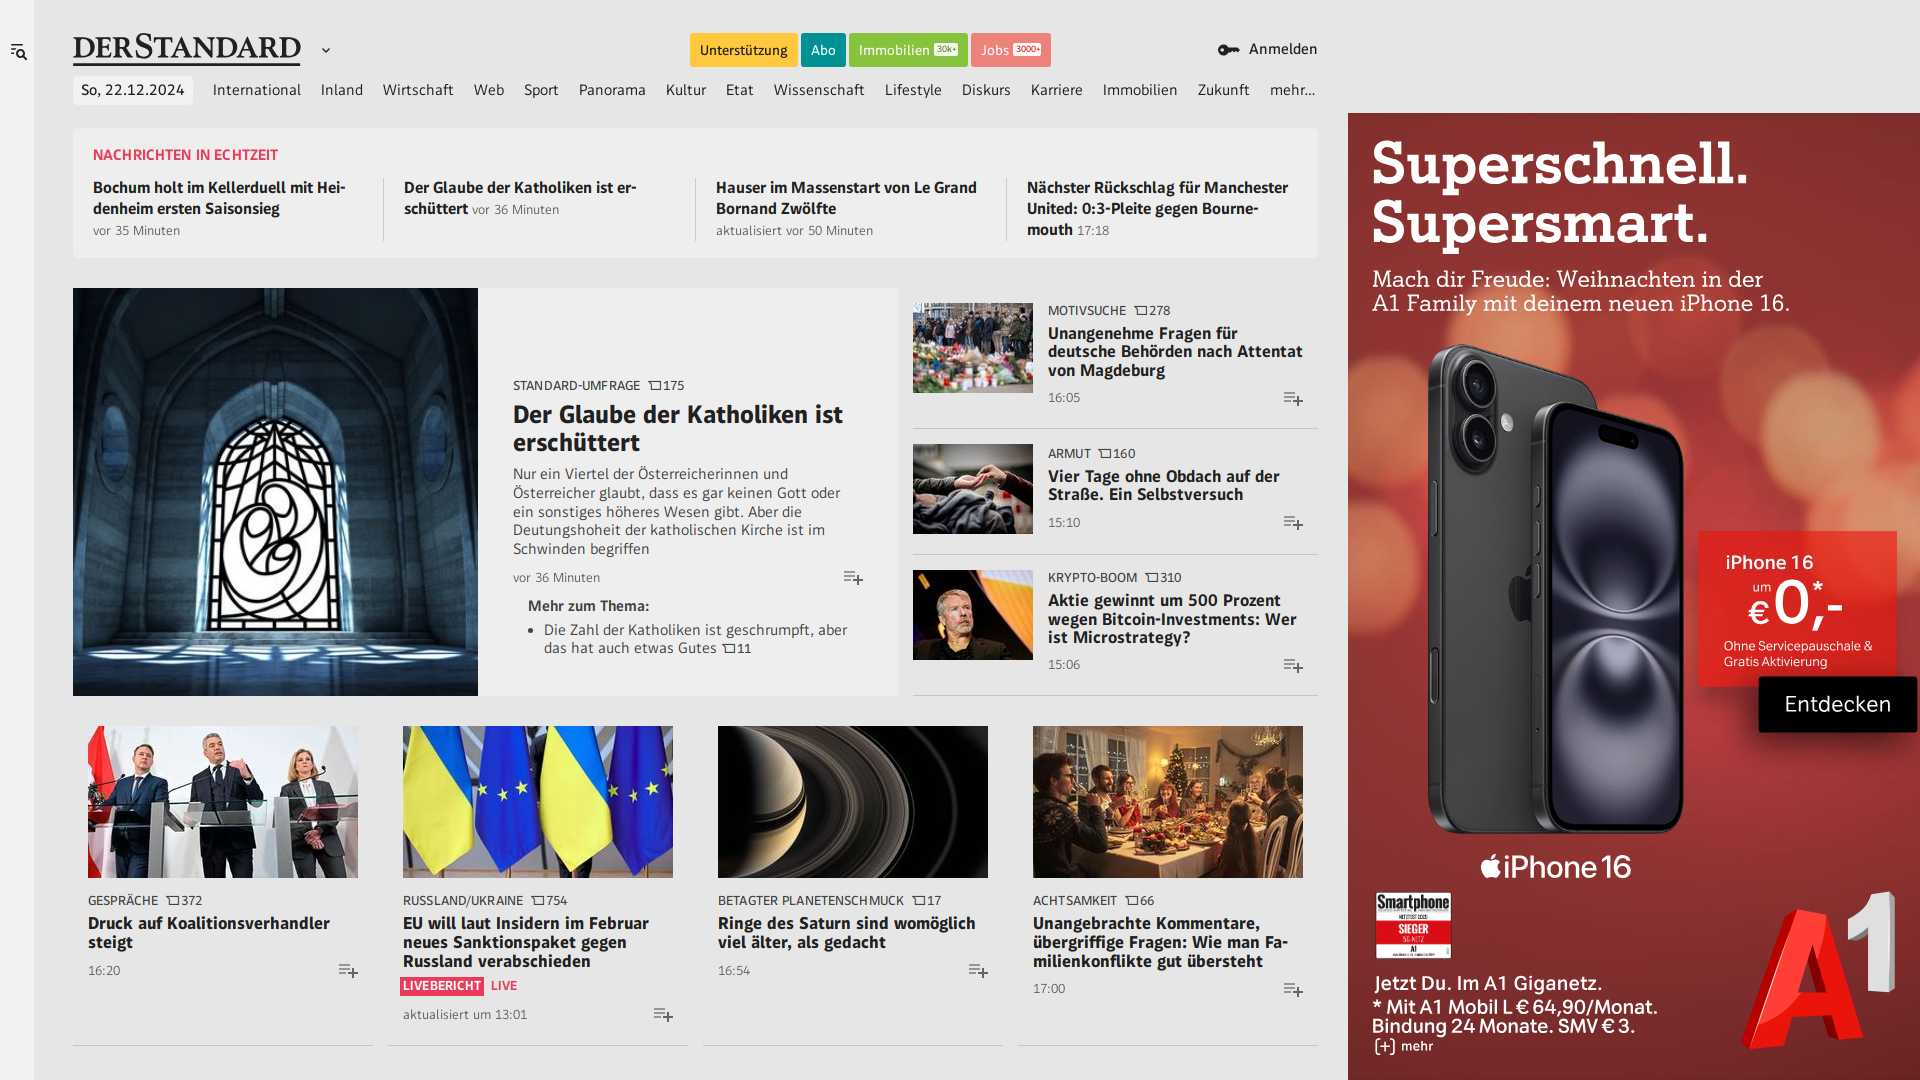 DERSTANDARD
Unterstützung
Abo
Immobilien 30k+
Jobs 3000+
Anmelden
So, 22.12.2024
International
Inland
Wirtschaft
Web
Sport
Panorama
Kultur
Etat
Wissenschaft
Lifestyle
Diskurs
Karriere
Immobilien
Zukunft
mehr...
NACHRICHTEN IN ECHTZEIT
Bochum holt im Kellerduell mit Hei-
denheim ersten Saisonsieg
vor 35 Minuten
Der Glaube der Katholiken ist er-
schüttert vor 36 Minuten
Hauser im Massenstart von Le Grand
Bornand Zwölfte
aktualisiert vor 50 Minuten
Nächster Rückschlag für Manchester
United: 0:3-Pleite gegen Bourne-
mouth 17:18
STANDARD-UMFRAGE 175
Der Glaube der Katholiken ist
erschüttert
Nur ein Viertel der Österreicherinnen und
Österreicher glaubt, dass es gar keinen Gott oder
ein sonstiges höheres Wesen gibt. Aber die
Deutungshoheit der katholischen Kirche ist im
Schwinden begriffen
vor 36 Minuten
Mehr zum Thema:
• Die Zahl der Katholiken ist geschrumpft, aber
das hat auch etwas Gutes 11
MOTIVSUCHE 278
Unangenehme Fragen für
deutsche Behörden nach Attentat
von Magdeburg
16:05
ARMUT 160
Vier Tage ohne Obdach auf der
Straße. Ein Selbstversuch
15:10
KRYPTO-BOOM 310
Aktie gewinnt um 500 Prozent
wegen Bitcoin-Investments: Wer
ist Microstrategy?
15:06
GESPRÄCHE 372
Druck auf Koalitionsverhandler
steigt
16:20
RUSSLAND/UKRAINE 754
EU will laut Insidern im Februar
neues Sanktionspaket gegen
Russland verabschieden
LIVEBERICHT LIVE
aktualisiert um 13:01
BETAGTER PLANETENSCHMUCK 17
Ringe des Saturn sind womöglich
viel älter, als gedacht
16:54
ACHTSAMKEIT 66
Unangebrachte Kommentare,
übergriffige Fragen: Wie man Fa-
milienkonflikte gut übersteht
17:00
Superschnell.
Supersmart.
Mach dir Freude: Weihnachten in der
A1 Family mit deinem neuen iPhone 16.
iPhone 16
um
€ 0,-*
Ohne Servicepauschale &
Gratis Aktivierung
Entdecken
iPhone 16
Smartphone
SIEGER
A1
Jetzt Du. Im A1 Giganetz.
* Mit A1 Mobil L € 64,90/Monat.
Bindung 24 Monate. SMV € 3.
[+] mehr
A1